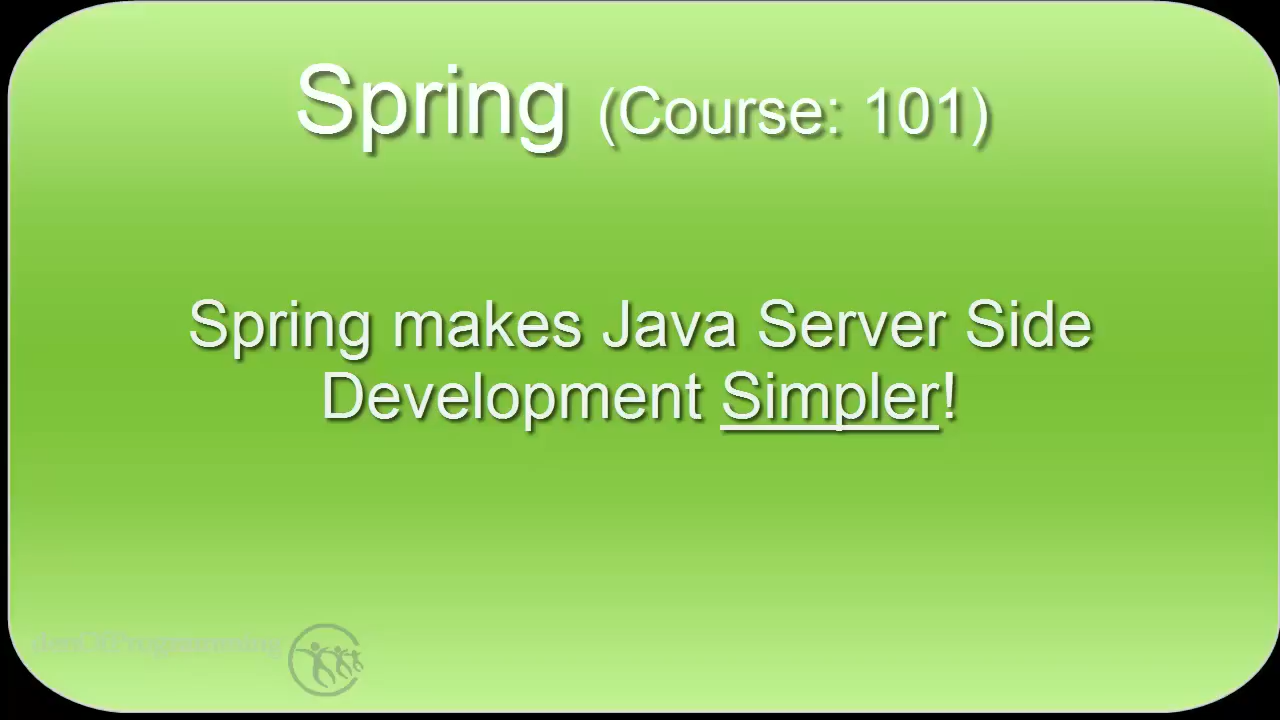 Spring (Course: 101)
Spring makes Java Server Side
Development Simpler!